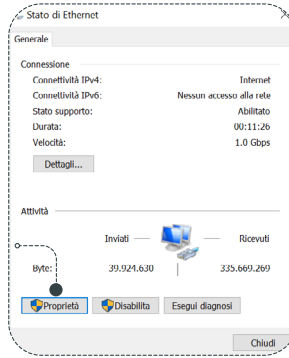 Stato di Ethernet
Generale
Connessione
Connettività IPv4: Internet
Connettività IPv6: Nessun accesso alla rete
Stato supporto: Abilitato
Durata: 00:11:26
Velocità: 1.0 Gbps
Dettagli...
Attività
Inviati — Ricevuti
Byte: 39.924.630 335.669.269
Proprietà Disabilita Esegui diagnosi
Chiudi